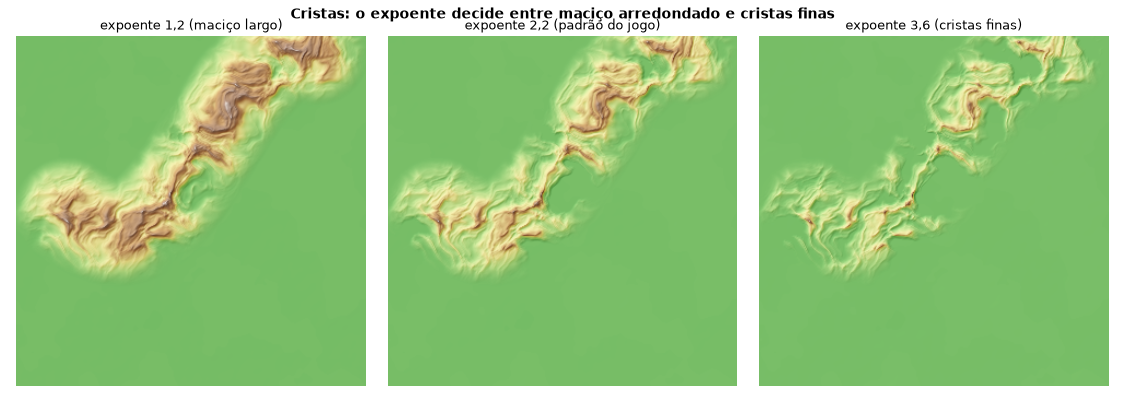 Cristas: o expoente decide entre maciço arredondado e cristas finas
expoente 1,2 (maciço largo)
expoente 2,2 (padrão do jogo)
expoente 3,6 (cristas finas)